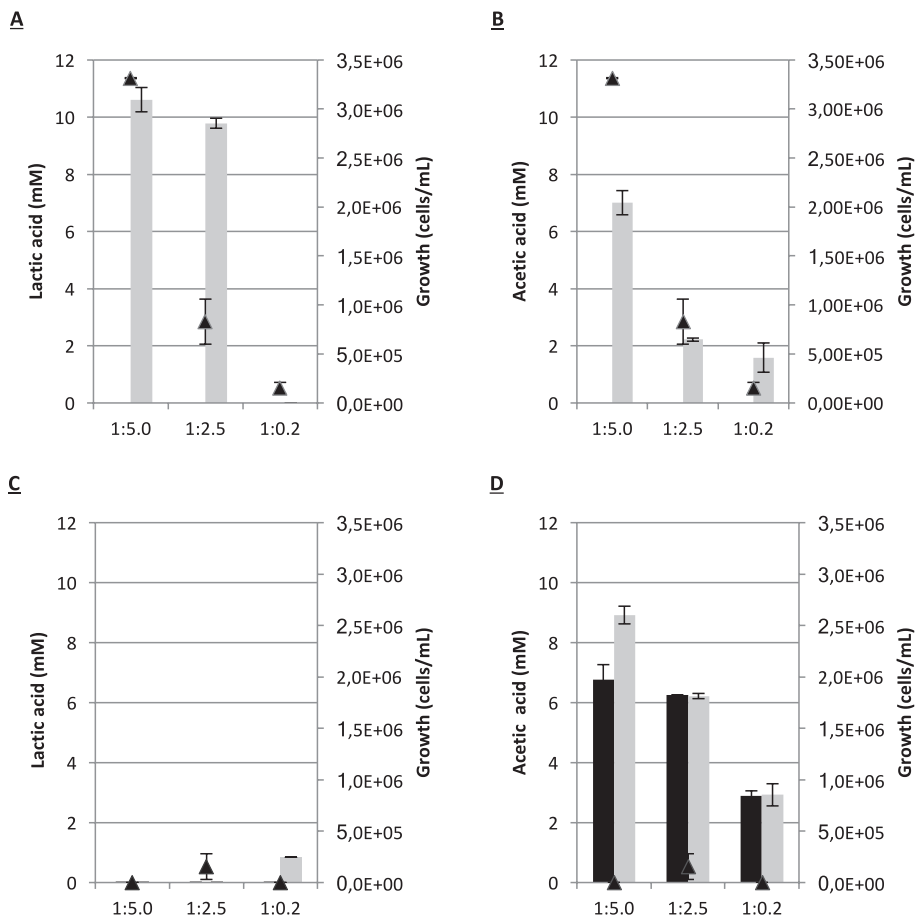 A
Lactic acid (mM)
12
10
8
6
4
2
0
3,5E+06
3,0E+06
2,5E+06
2,0E+06
1,5E+06
1,0E+06
5,0E+05
0,0E+00
Growth (cells/mL)
1:5.0 1:2.5 1:0.2
B
Acetic acid (mM)
12
10
8
6
4
2
0
3,50E+06
3,00E+06
2,50E+06
2,00E+06
1,50E+06
1,00E+06
5,00E+05
0,00E+00
Growth (cells/mL)
1:5.0 1:2.5 1:0.2
C
Lactic acid (mM)
12
10
8
6
4
2
0
3,5E+06
3,0E+06
2,5E+06
2,0E+06
1,5E+06
1,0E+06
5,0E+05
0,0E+00
Growth (cells/mL)
1:5.0 1:2.5 1:0.2
D
Acetic acid (mM)
12
10
8
6
4
2
0
3,5E+06
3,0E+06
2,5E+06
2,0E+06
1,5E+06
1,0E+06
5,0E+05
0,0E+00
Growth (cells/mL)
1:5.0 1:2.5 1:0.2